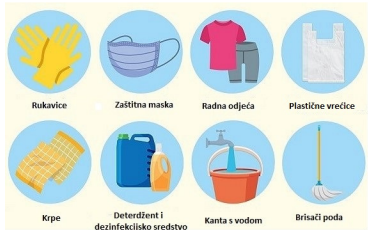 Rukavice
Zaštitna maska
Radna odjeća
Plastične vrećice
Krpe
Deterdžent i
dezinfekcijsko sredstvo
Kanta s vodom
Brisači poda